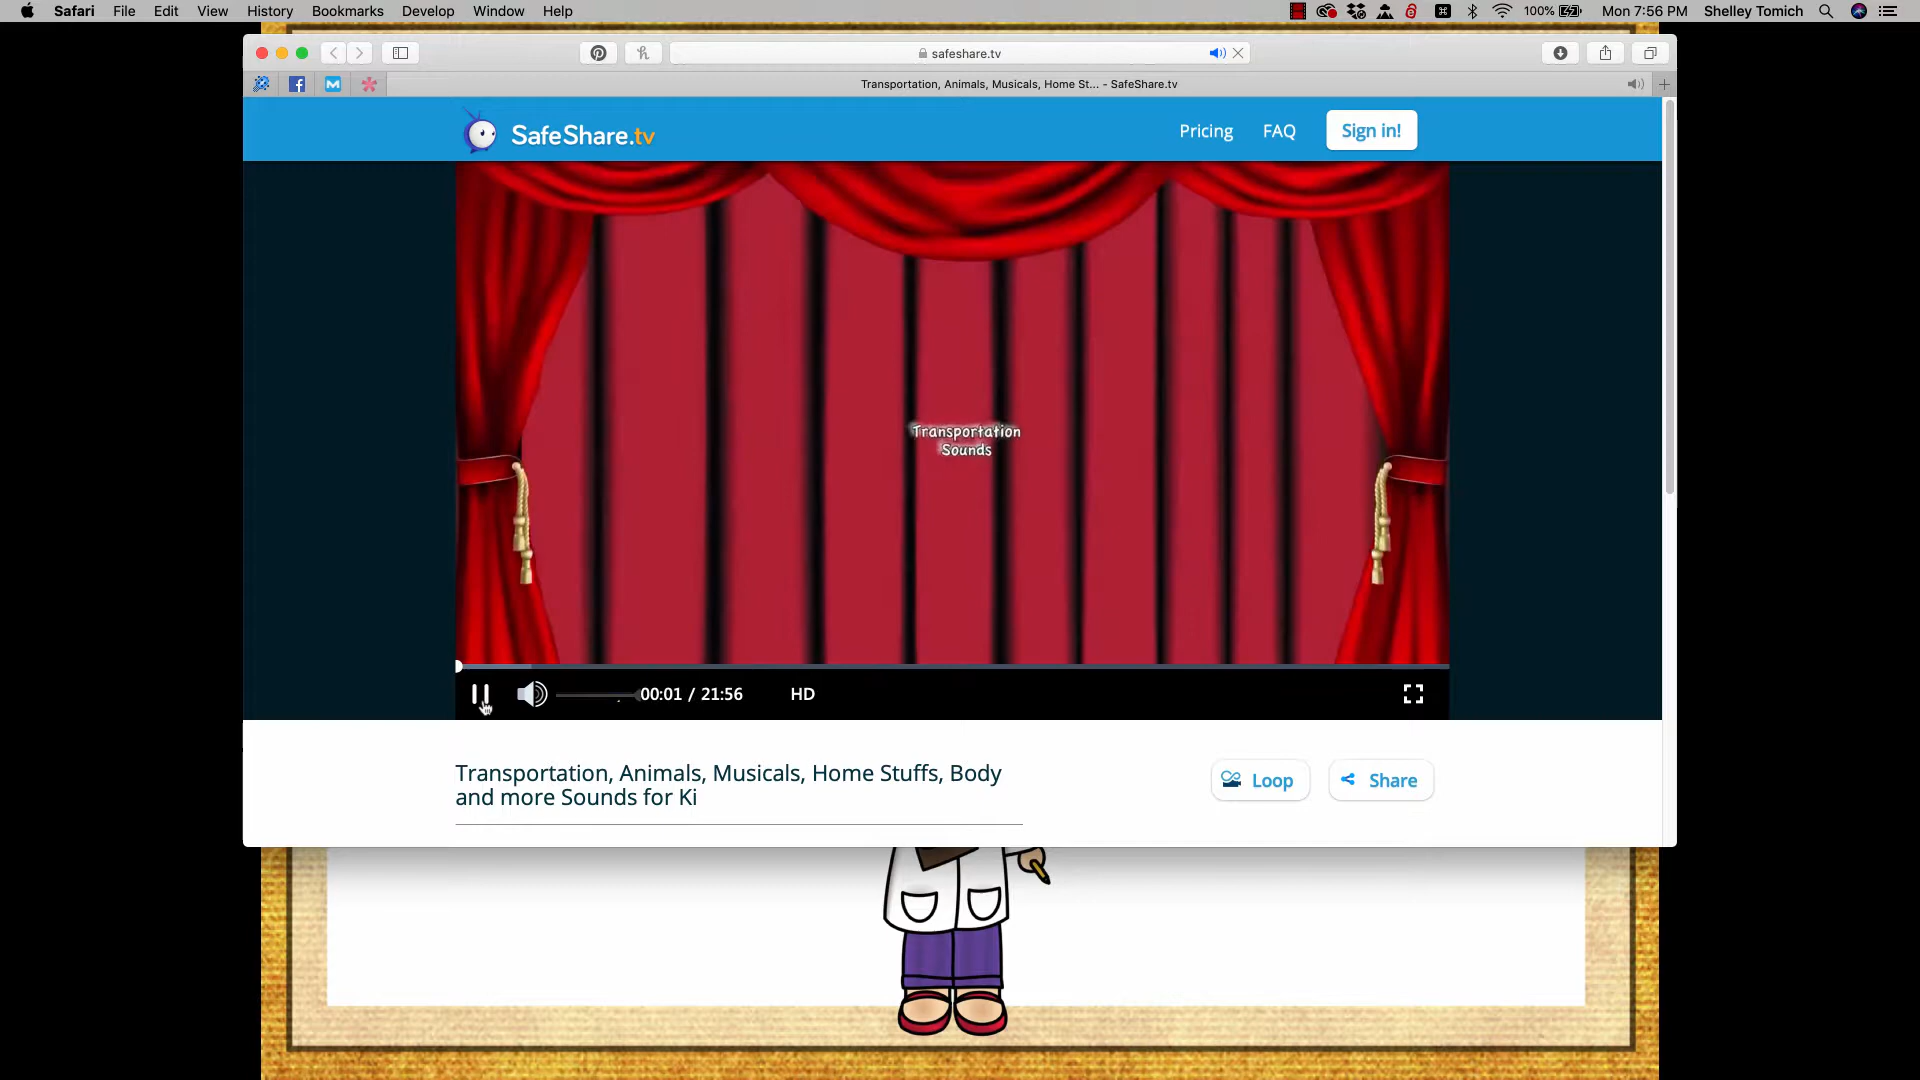 Safari File Edit View History Bookmarks Develop Window Help 100% Mon 7:56 PM Shelley Tomich
safeshare.tv
Transportation, Animals, Musicals, Home St... - SafeShare.tv
SafeShare.tv Pricing FAQ Sign in!
Transportation
Sounds
00:01 / 21:56 HD
Transportation, Animals, Musicals, Home Stuffs, Body
and more Sounds for Ki
Loop Share